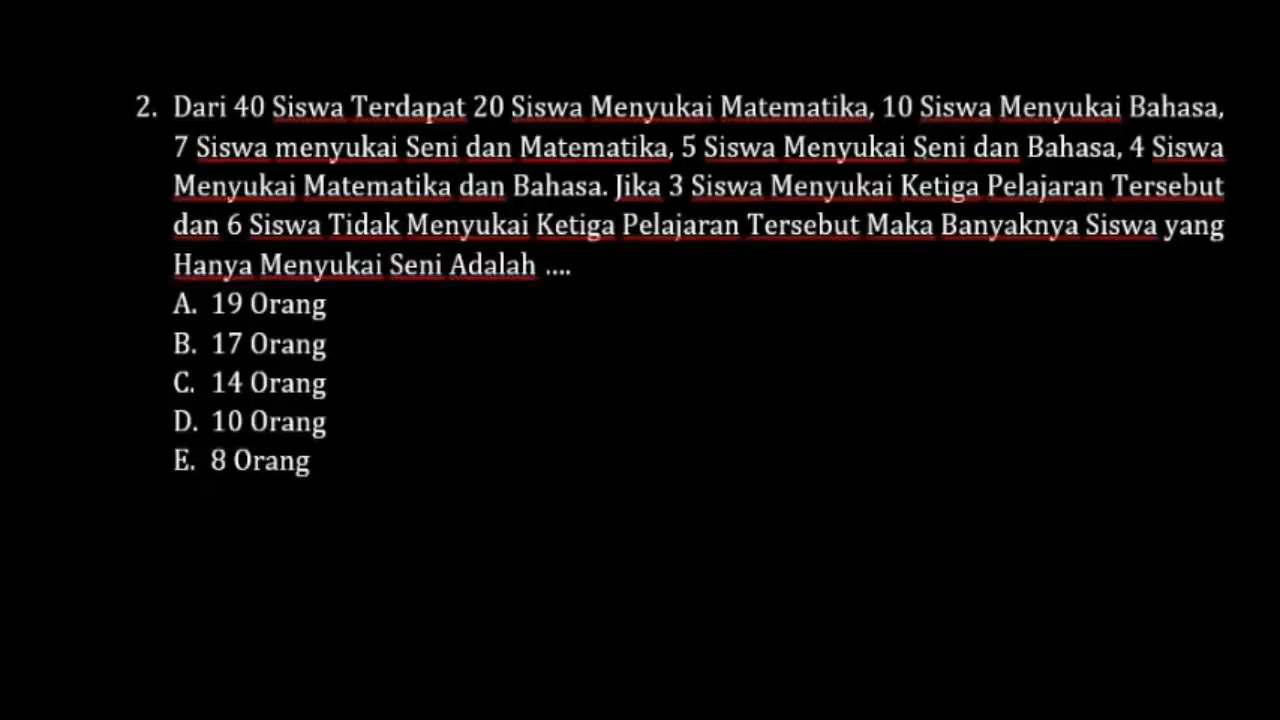 2. Dari 40 Siswa Terdapat 20 Siswa Menyukai Matematika, 10 Siswa Menyukai Bahasa,
7 Siswa menyukai Seni dan Matematika, 5 Siswa Menyukai Seni dan Bahasa, 4 Siswa
Menyukai Matematika dan Bahasa. Jika 3 Siswa Menyukai Ketiga Pelajaran Tersebut
dan 6 Siswa Tidak Menyukai Ketiga Pelajaran Tersebut Maka Banyaknya Siswa yang
Hanya Menyukai Seni Adalah ....
A. 19 Orang
B. 17 Orang
C. 14 Orang
D. 10 Orang
E. 8 Orang